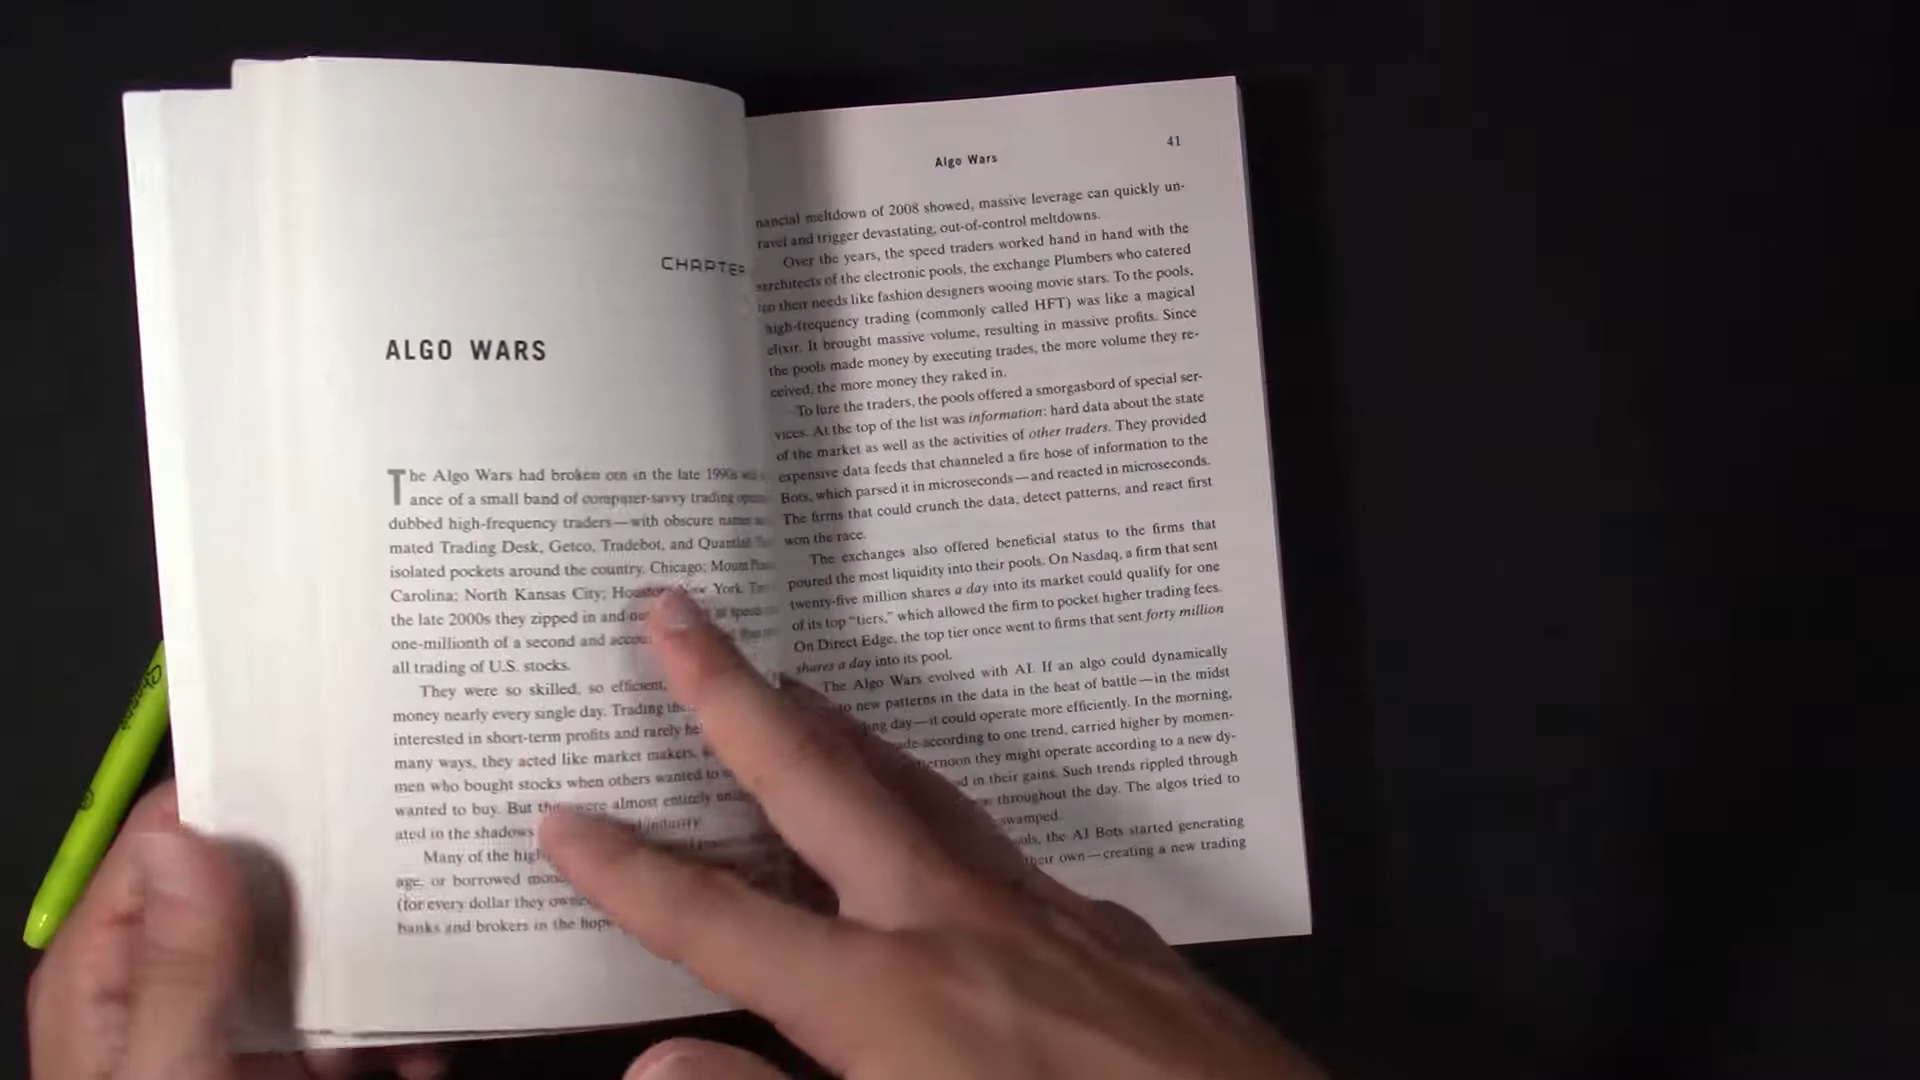 CHAPTER
ALGO WARS
The Algo Wars had broken in the late 1990s
ance of a small band of computer-savvy trading
dubbed high-frequency traders—with obscure names
mated Trading Desk, Getco, Tradebot, and Quantlab
isolated pockets around the country. Chicago; Mount
Carolina; North Kansas City; Houston; New York.
the late 2000s they zipped in and
one-millionth of a second and
all trading of U.S. stocks.
They were so skilled, so efficient,
money nearly every single day. Trading
interested in short-term profits and rarely
many ways, they acted like market makers,
men who bought stocks when others wanted to
wanted to buy. But they were almost entirely
ated in the shadows industry
Many of the
age, or borrowed
(for every dollar they
banks and brokers in the
41
Algo Wars
nancial meltdown of 2008 showed, massive leverage can quickly un-
ravel and trigger devastating, out-of-control meltdowns.
Over the years, the speed traders worked hand in hand with the
architects of the electronic pools, the exchange Plumbers who catered
to their needs like fashion designers wooing movie stars. To the pools,
high-frequency trading (commonly called HFT) was like a magical
elixir. It brought massive volume, resulting in massive profits. Since
the pools made money by executing trades, the more volume they re-
ceived, the more money they raked in.
To lure the traders, the pools offered a smorgasbord of special ser-
vices. At the top of the list was information: hard data about the state
of the market as well as the activities of other traders. They provided
expensive data feeds that channeled a fire hose of information to the
Bots, which parsed it in microseconds—and reacted in microseconds.
The firms that could crunch the data, detect patterns, and react first
won the race.
The exchanges also offered beneficial status to the firms that
poured the most liquidity into their pools. On Nasdaq, a firm that sent
twenty-five million shares a day into its market could qualify for one
of its top “tiers,” which allowed the firm to pocket higher trading fees.
On Direct Edge, the top tier once went to firms that sent forty million
shares a day into its pool.
The Algo Wars evolved with AI. If an algo could dynamically
to new patterns in the data in the heat of battle—in the midst
day—it could operate more efficiently. In the morning,
according to one trend, carried higher by momen-
they might operate according to a new dy-
in their gains. Such trends rippled through
throughout the day. The algos tried to
swamped.
the AI Bots started generating
their own—creating a new trading